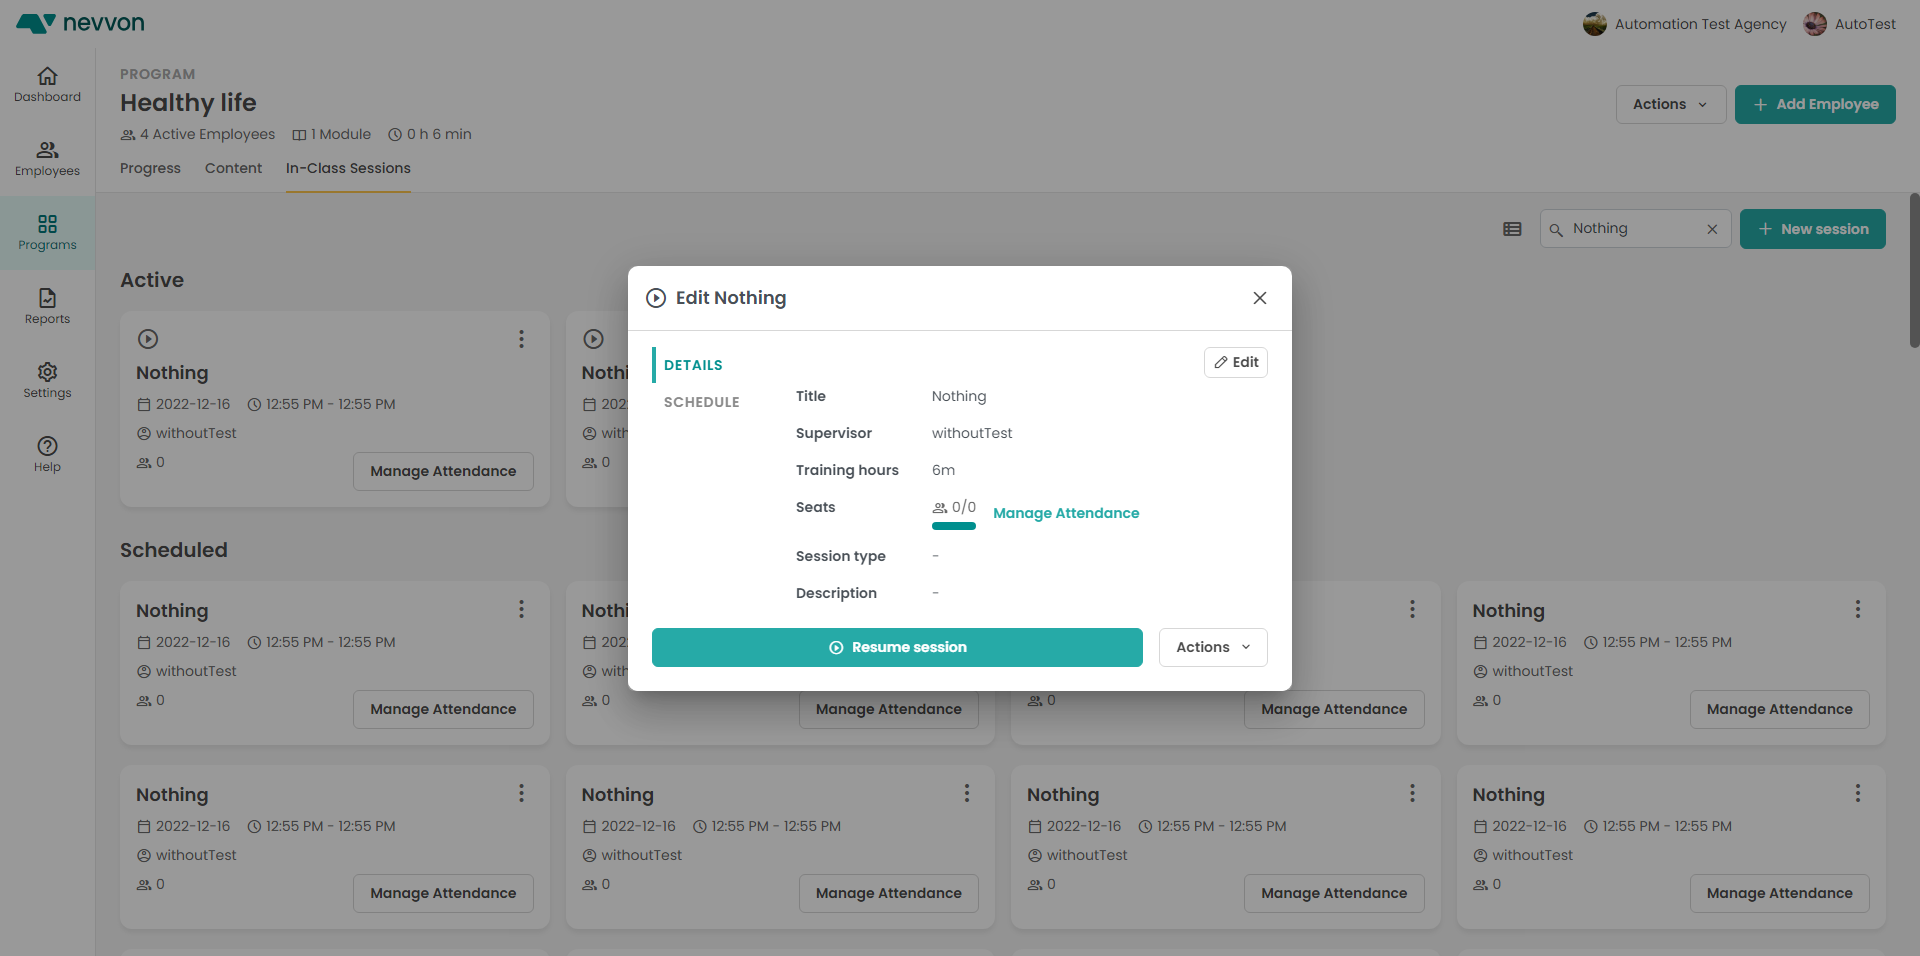 nevvon
Automation Test Agency
AutoTest
Dashboard
Employees
Programs
Reports
Settings
Help
PROGRAM
Healthy life
4 Active Employees 1 Module 0 h 6 min
Actions
Add Employee
Progress Content In-Class Sessions
Nothing
New session
Active
Nothing
2022-12-16 12:55 PM - 12:55 PM
withoutTest
0
Manage Attendance
Nothi
202
with
0
Edit Nothing
DETAILS
SCHEDULE
Edit
Title Nothing
Supervisor withoutTest
Training hours 6m
Seats 0/0 Manage Attendance
Session type -
Description -
Resume session
Actions
Scheduled
Nothing
2022-12-16 12:55 PM - 12:55 PM
withoutTest
0
Manage Attendance
Nothi
202
with
0
Manage Attendance
0
Manage Attendance
Nothing
2022-12-16 12:55 PM - 12:55 PM
withoutTest
0
Manage Attendance
Nothing
2022-12-16 12:55 PM - 12:55 PM
withoutTest
0
Manage Attendance
Nothing
2022-12-16 12:55 PM - 12:55 PM
withoutTest
0
Manage Attendance
Nothing
2022-12-16 12:55 PM - 12:55 PM
withoutTest
0
Manage Attendance
Nothing
2022-12-16 12:55 PM - 12:55 PM
withoutTest
0
Manage Attendance